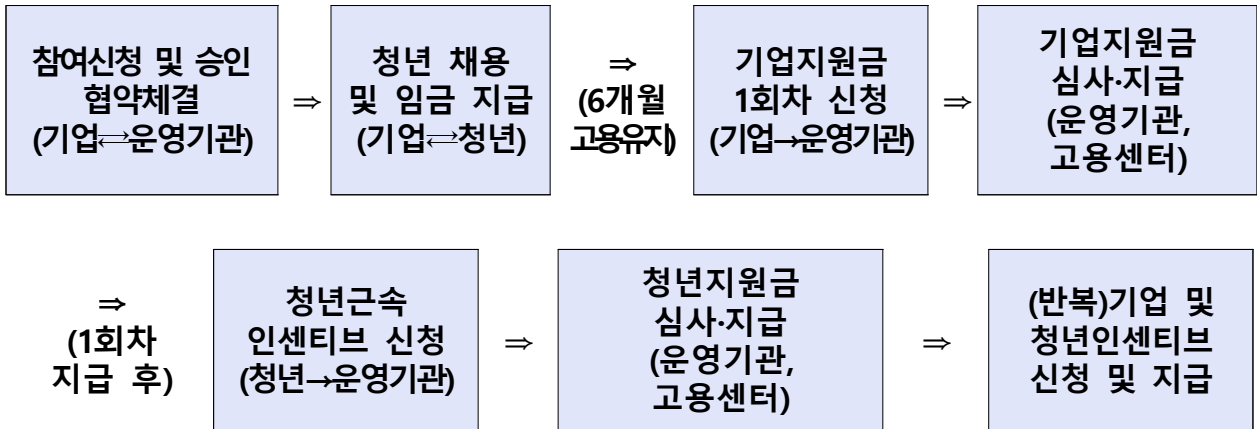 참여신청 및 승인
협약체결
(기업⇄운영기관)
⇒
청년 채용
및 임금 지급
(기업⇄청년)
⇒
(6개월
고용유지)
기업지원금
1회차 신청
(기업→운영기관)
⇒
기업지원금
심사·지급
(운영기관,
고용센터)
⇒
(1회차
지급 후)
청년근속
인센티브 신청
(청년→운영기관)
⇒
청년지원금
심사·지급
(운영기관,
고용센터)
⇒
(반복)기업 및
청년인센티브
신청 및 지급